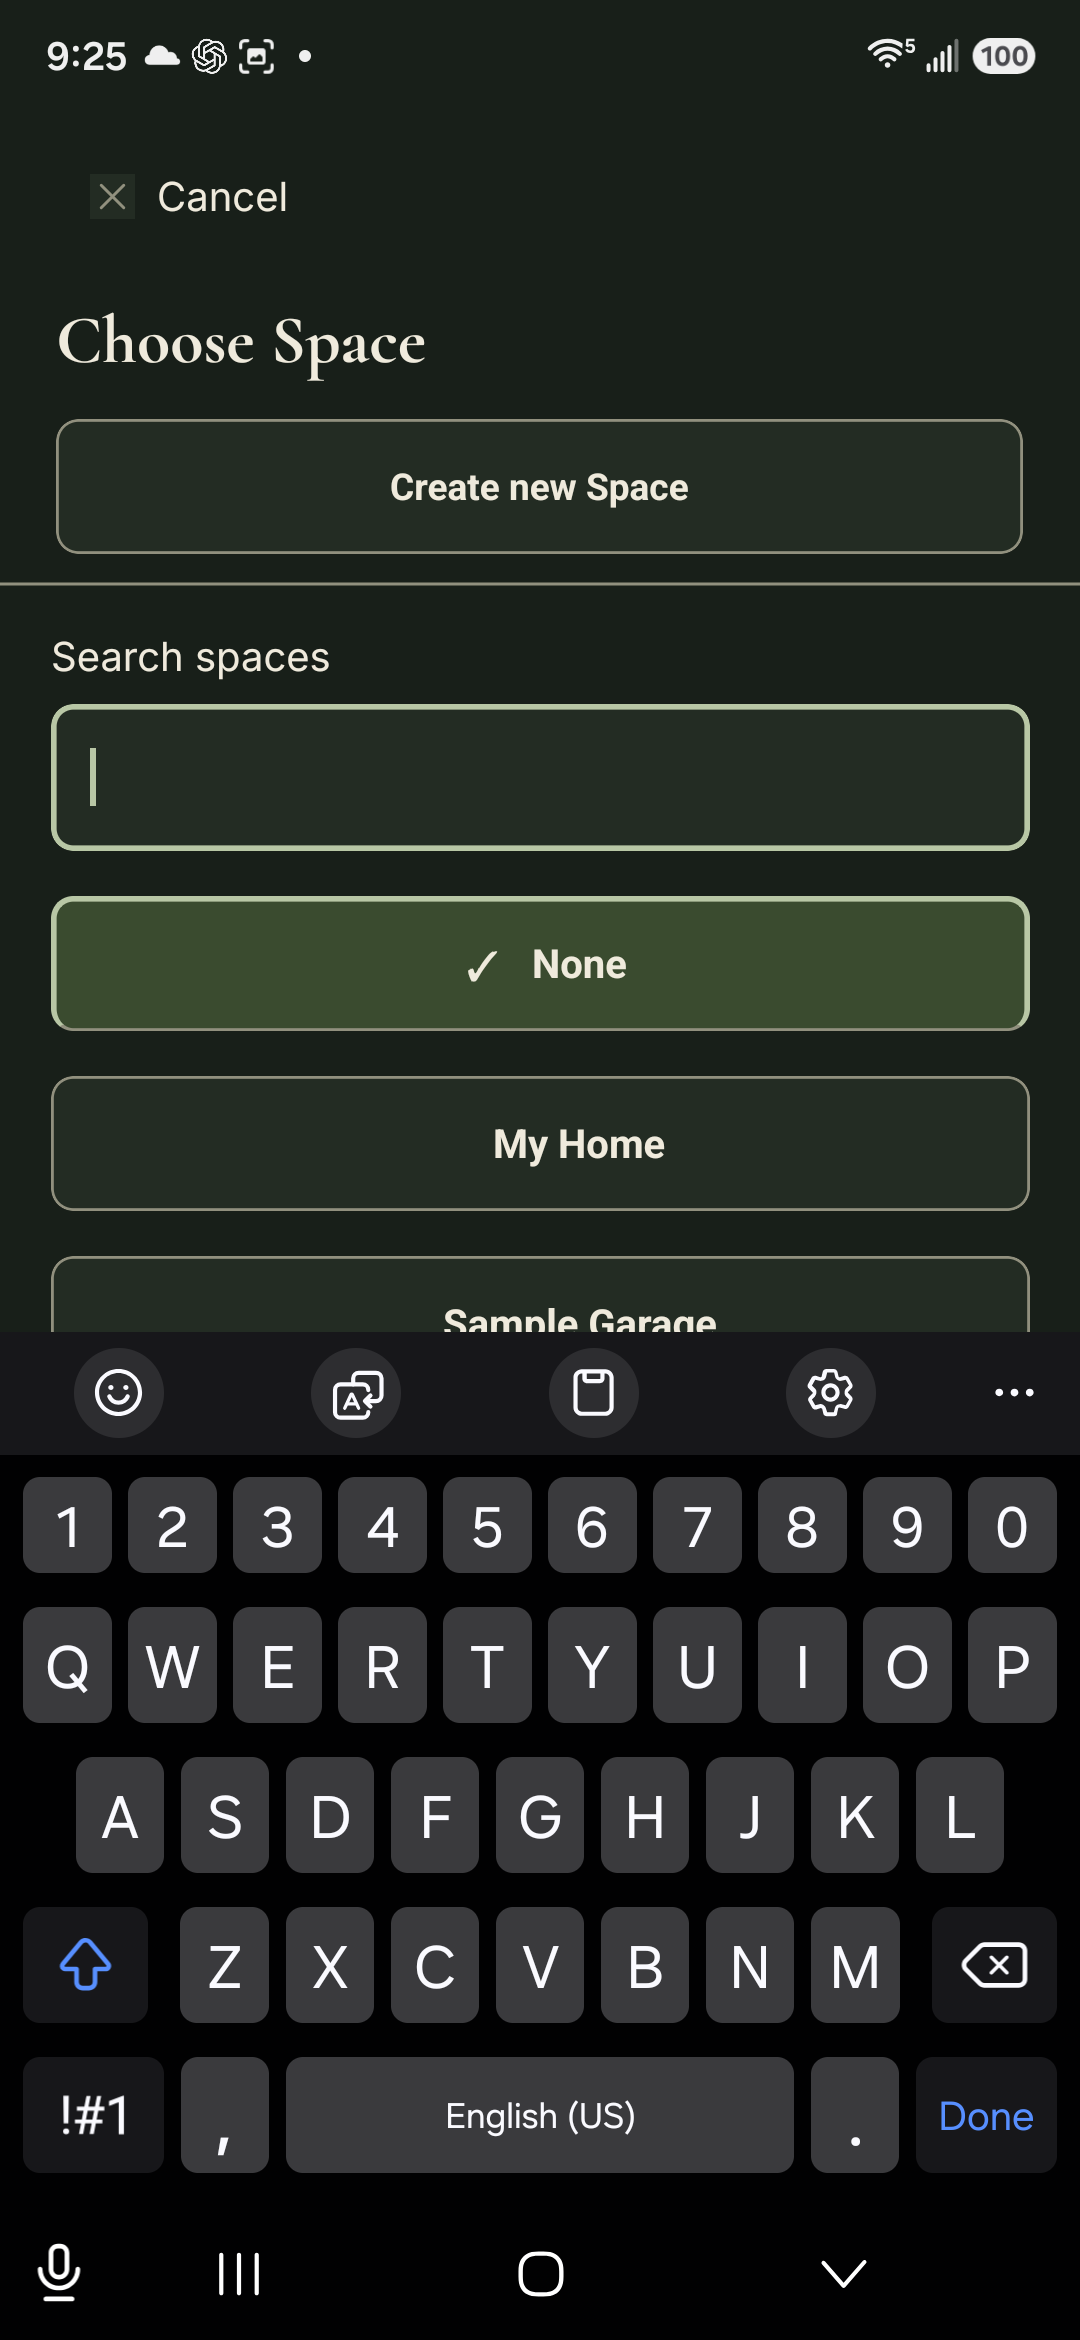 9:25
5
100
Cancel
Choose Space
Create new Space
Search spaces
✓ None
My Home
Sample Garage
A
1 2 3 4 5 6 7 8 9 0
Q W E R T Y U I O P
A S D F G H J K L
Z X C V B N M
!#1 , English (US) . Done